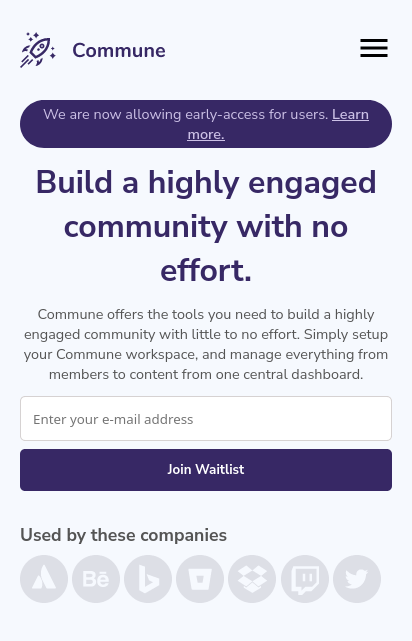 Commune
We are now allowing early-access for users. Learn
more.
Build a highly engaged
community with no
effort.
Commune offers the tools you need to build a highly
engaged community with little to no effort. Simply setup
your Commune workspace, and manage everything from
members to content from one central dashboard.
Enter your e-mail address
Join Waitlist
Used by these companies
Bē